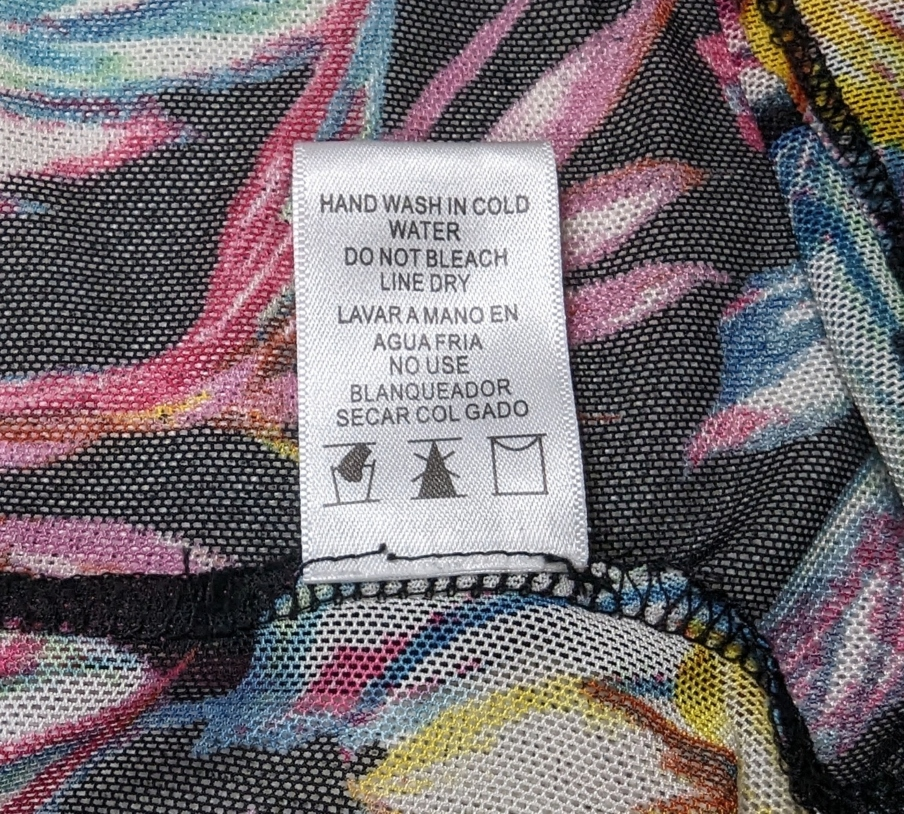 HAND WASH IN COLD
WATER
DO NOT BLEACH
LINE DRY
LAVAR A MANO EN
AGUA FRIA
NO USE
BLANQUEADOR
SECAR COL GADO